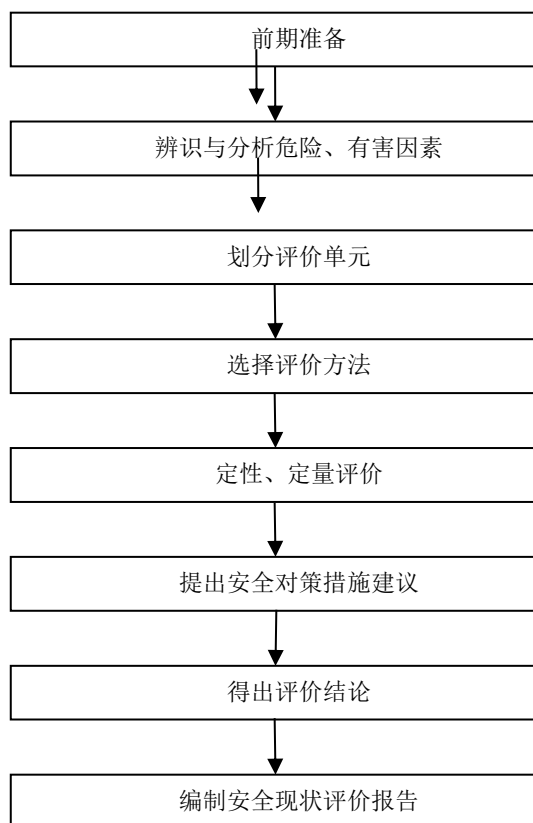 前期准备
辨识与分析危险、有害因素
划分评价单元
选择评价方法
定性、定量评价
提出安全对策措施建议
得出评价结论
编制安全现状评价报告